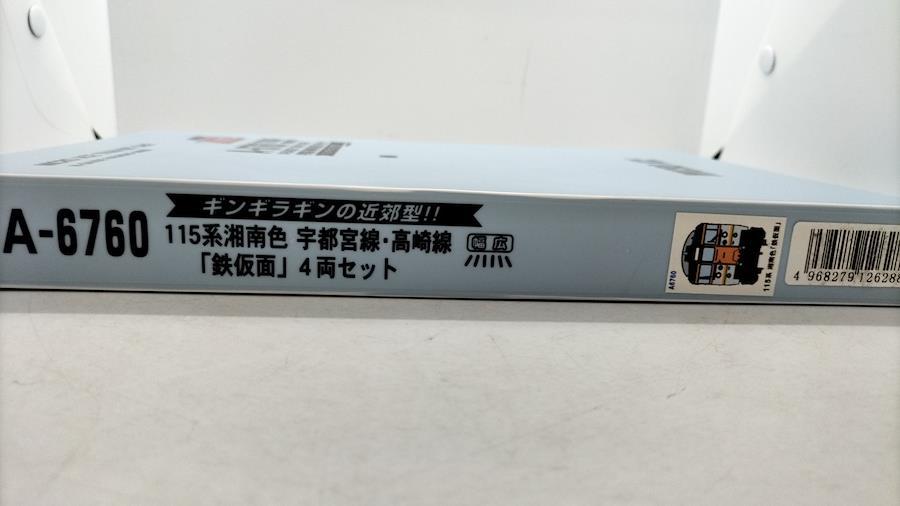 A-6760
ギンギラギンの近郊型!!
115系湘南色 宇都宮線・高崎線
幅広
「鉄仮面」4両セット
A6760
115系 湘南色「鉄仮面」
4 968279 126288